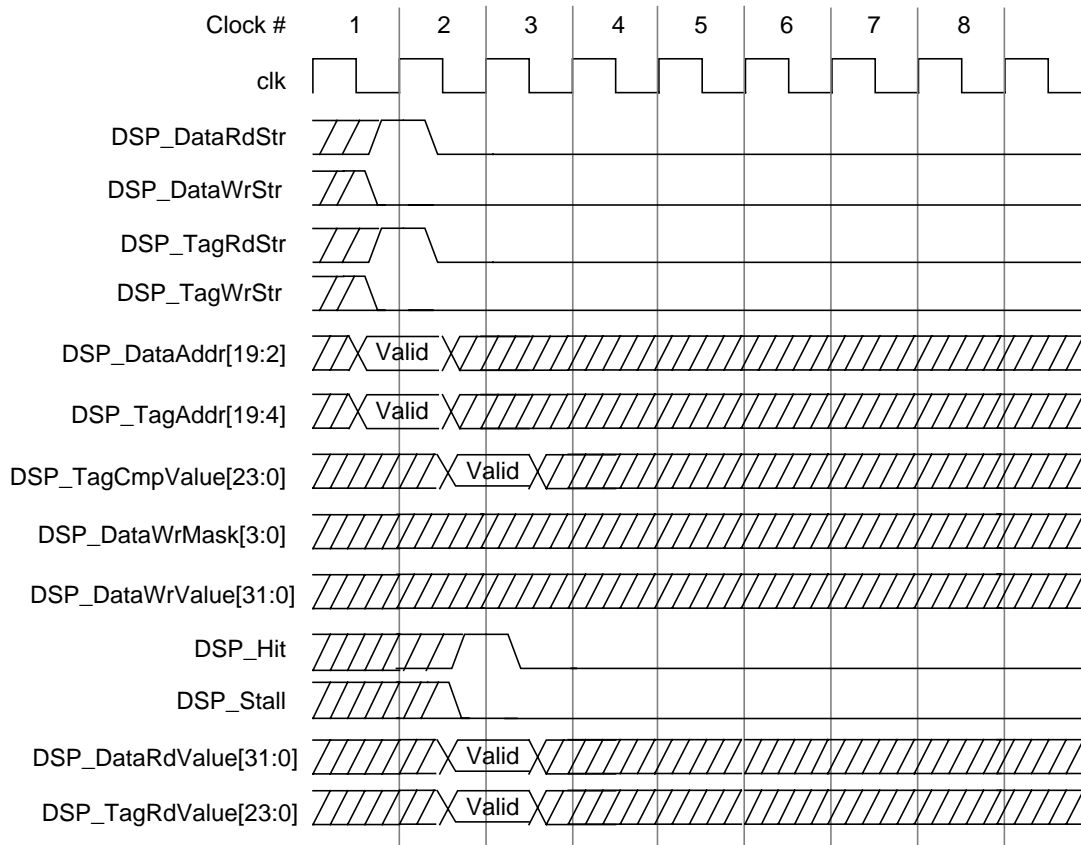 Clock # 1 2 3 4 5 6 7 8
clk
DSP_DataRdStr
DSP_DataWrStr
DSP_TagRdStr
DSP_TagWrStr
DSP_DataAddr[19:2] Valid
DSP_TagAddr[19:4] Valid
DSP_TagCmpValue[23:0] Valid
DSP_DataWrMask[3:0]
DSP_DataWrValue[31:0]
DSP_Hit
DSP_Stall
DSP_DataRdValue[31:0] Valid
DSP_TagRdValue[23:0] Valid